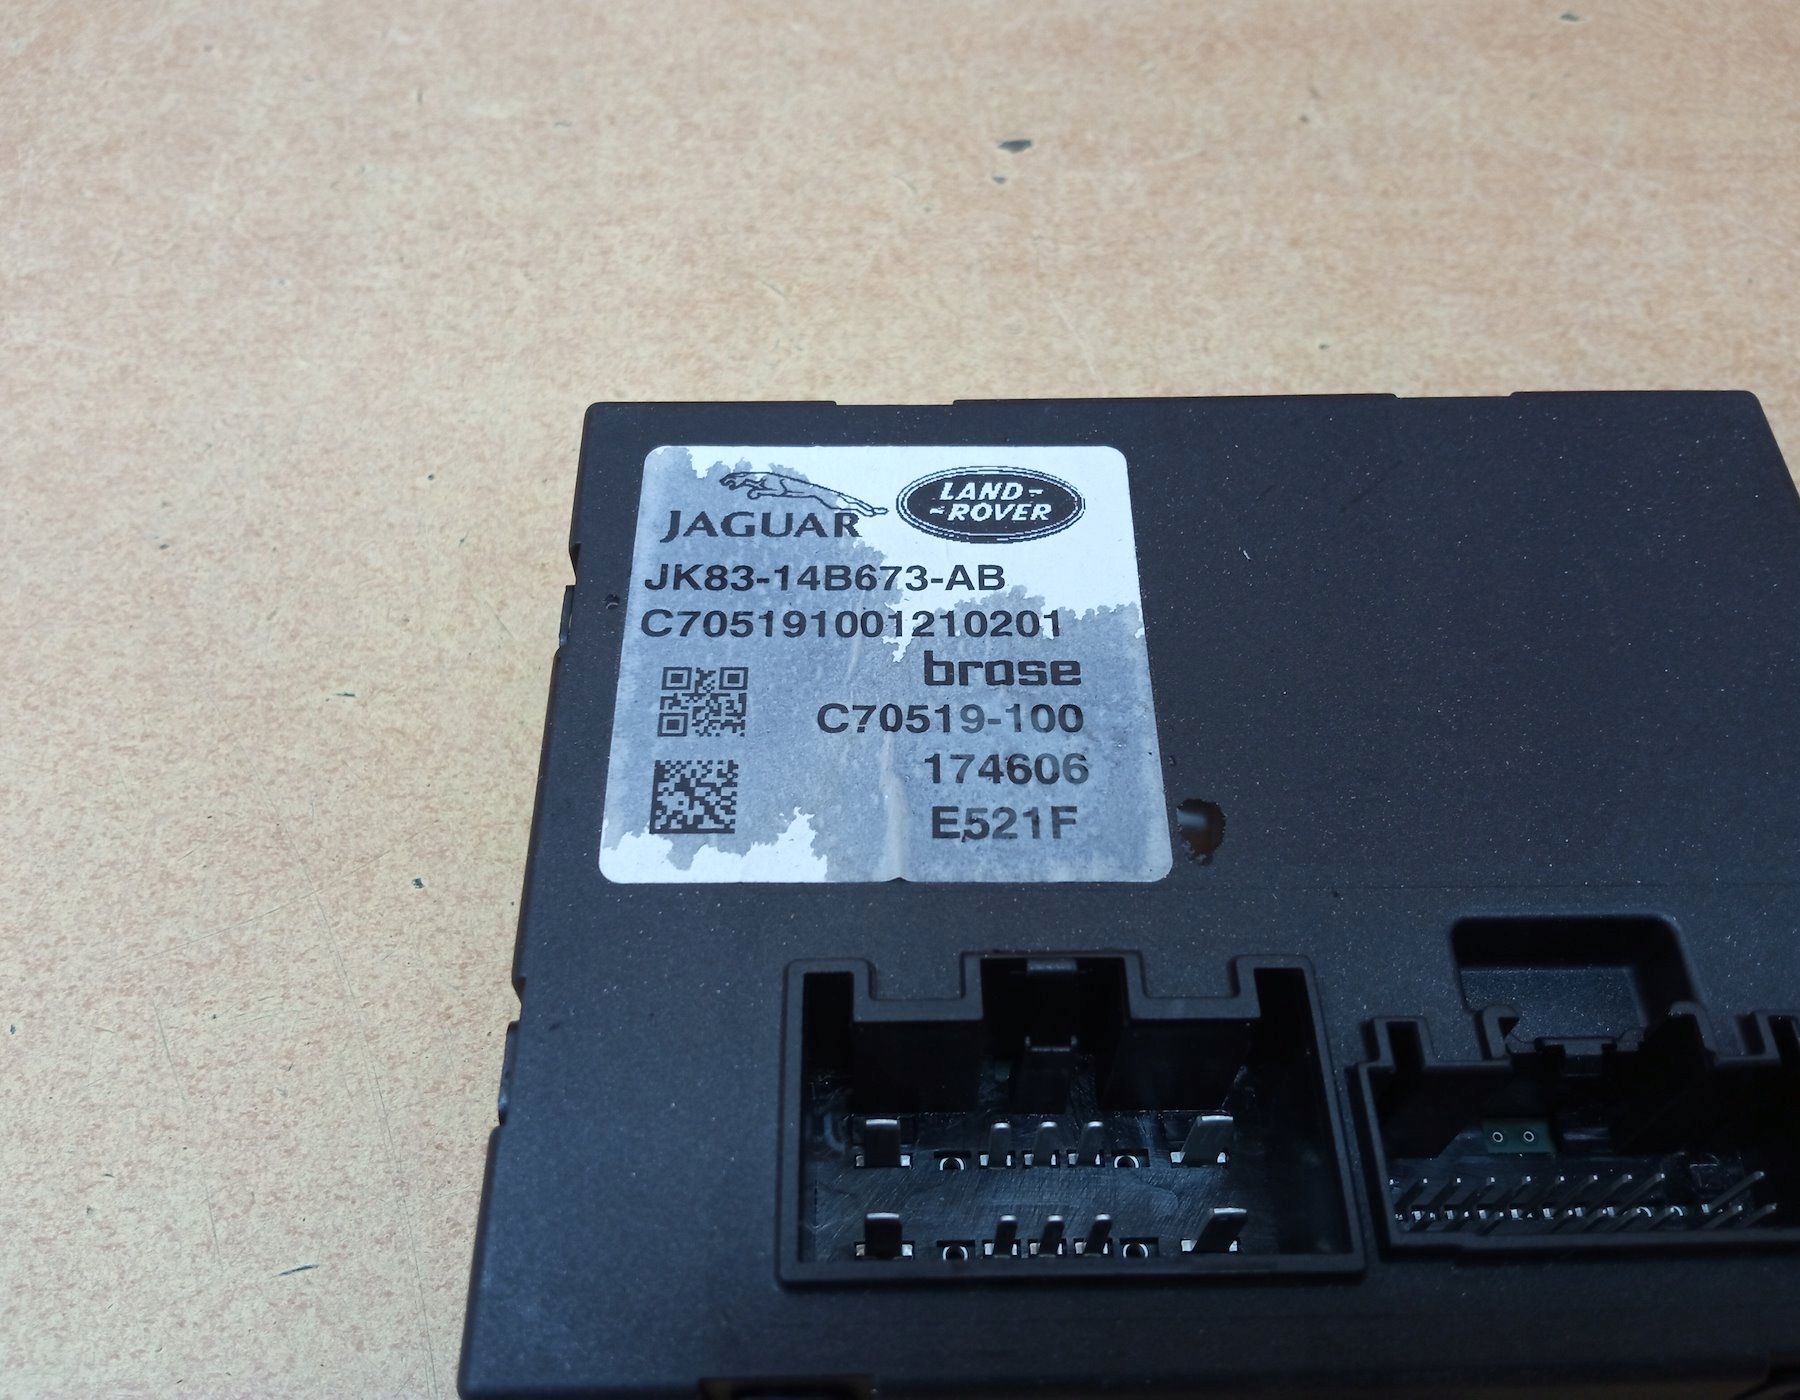 JAGUAR
LAND-
-ROVER
JK83-14B673-AB
C705191001210201
brose
C70519-100
174606
E521F